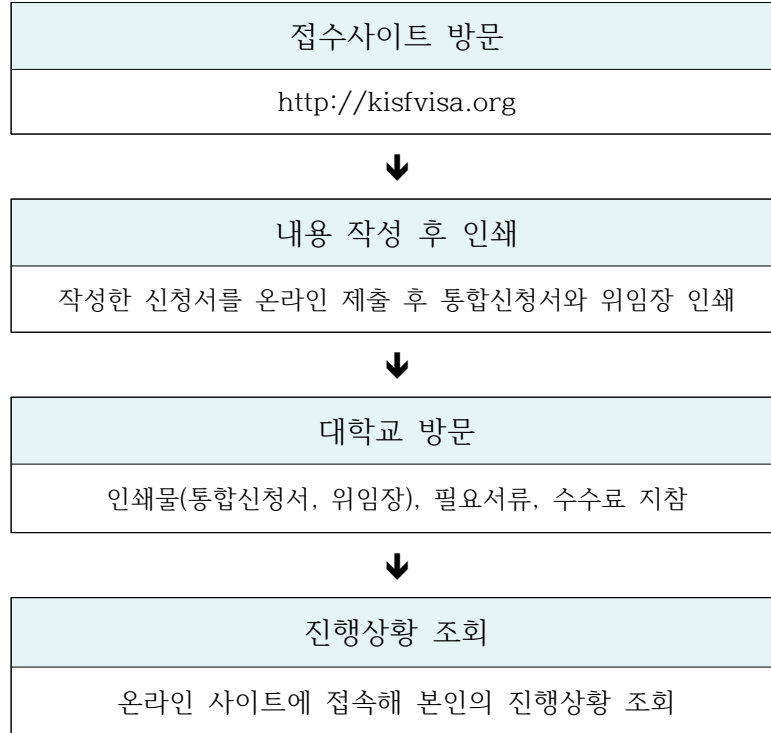 접수사이트 방문
http://kisfvisa.org
🡻
내용 작성 후 인쇄
작성한 신청서를 온라인 제출 후 통합신청서와 위임장 인쇄
🡻
대학교 방문
인쇄물(통합신청서, 위임장), 필요서류, 수수료 지참
🡻
진행상황 조회
온라인 사이트에 접속해 본인의 진행상황 조회